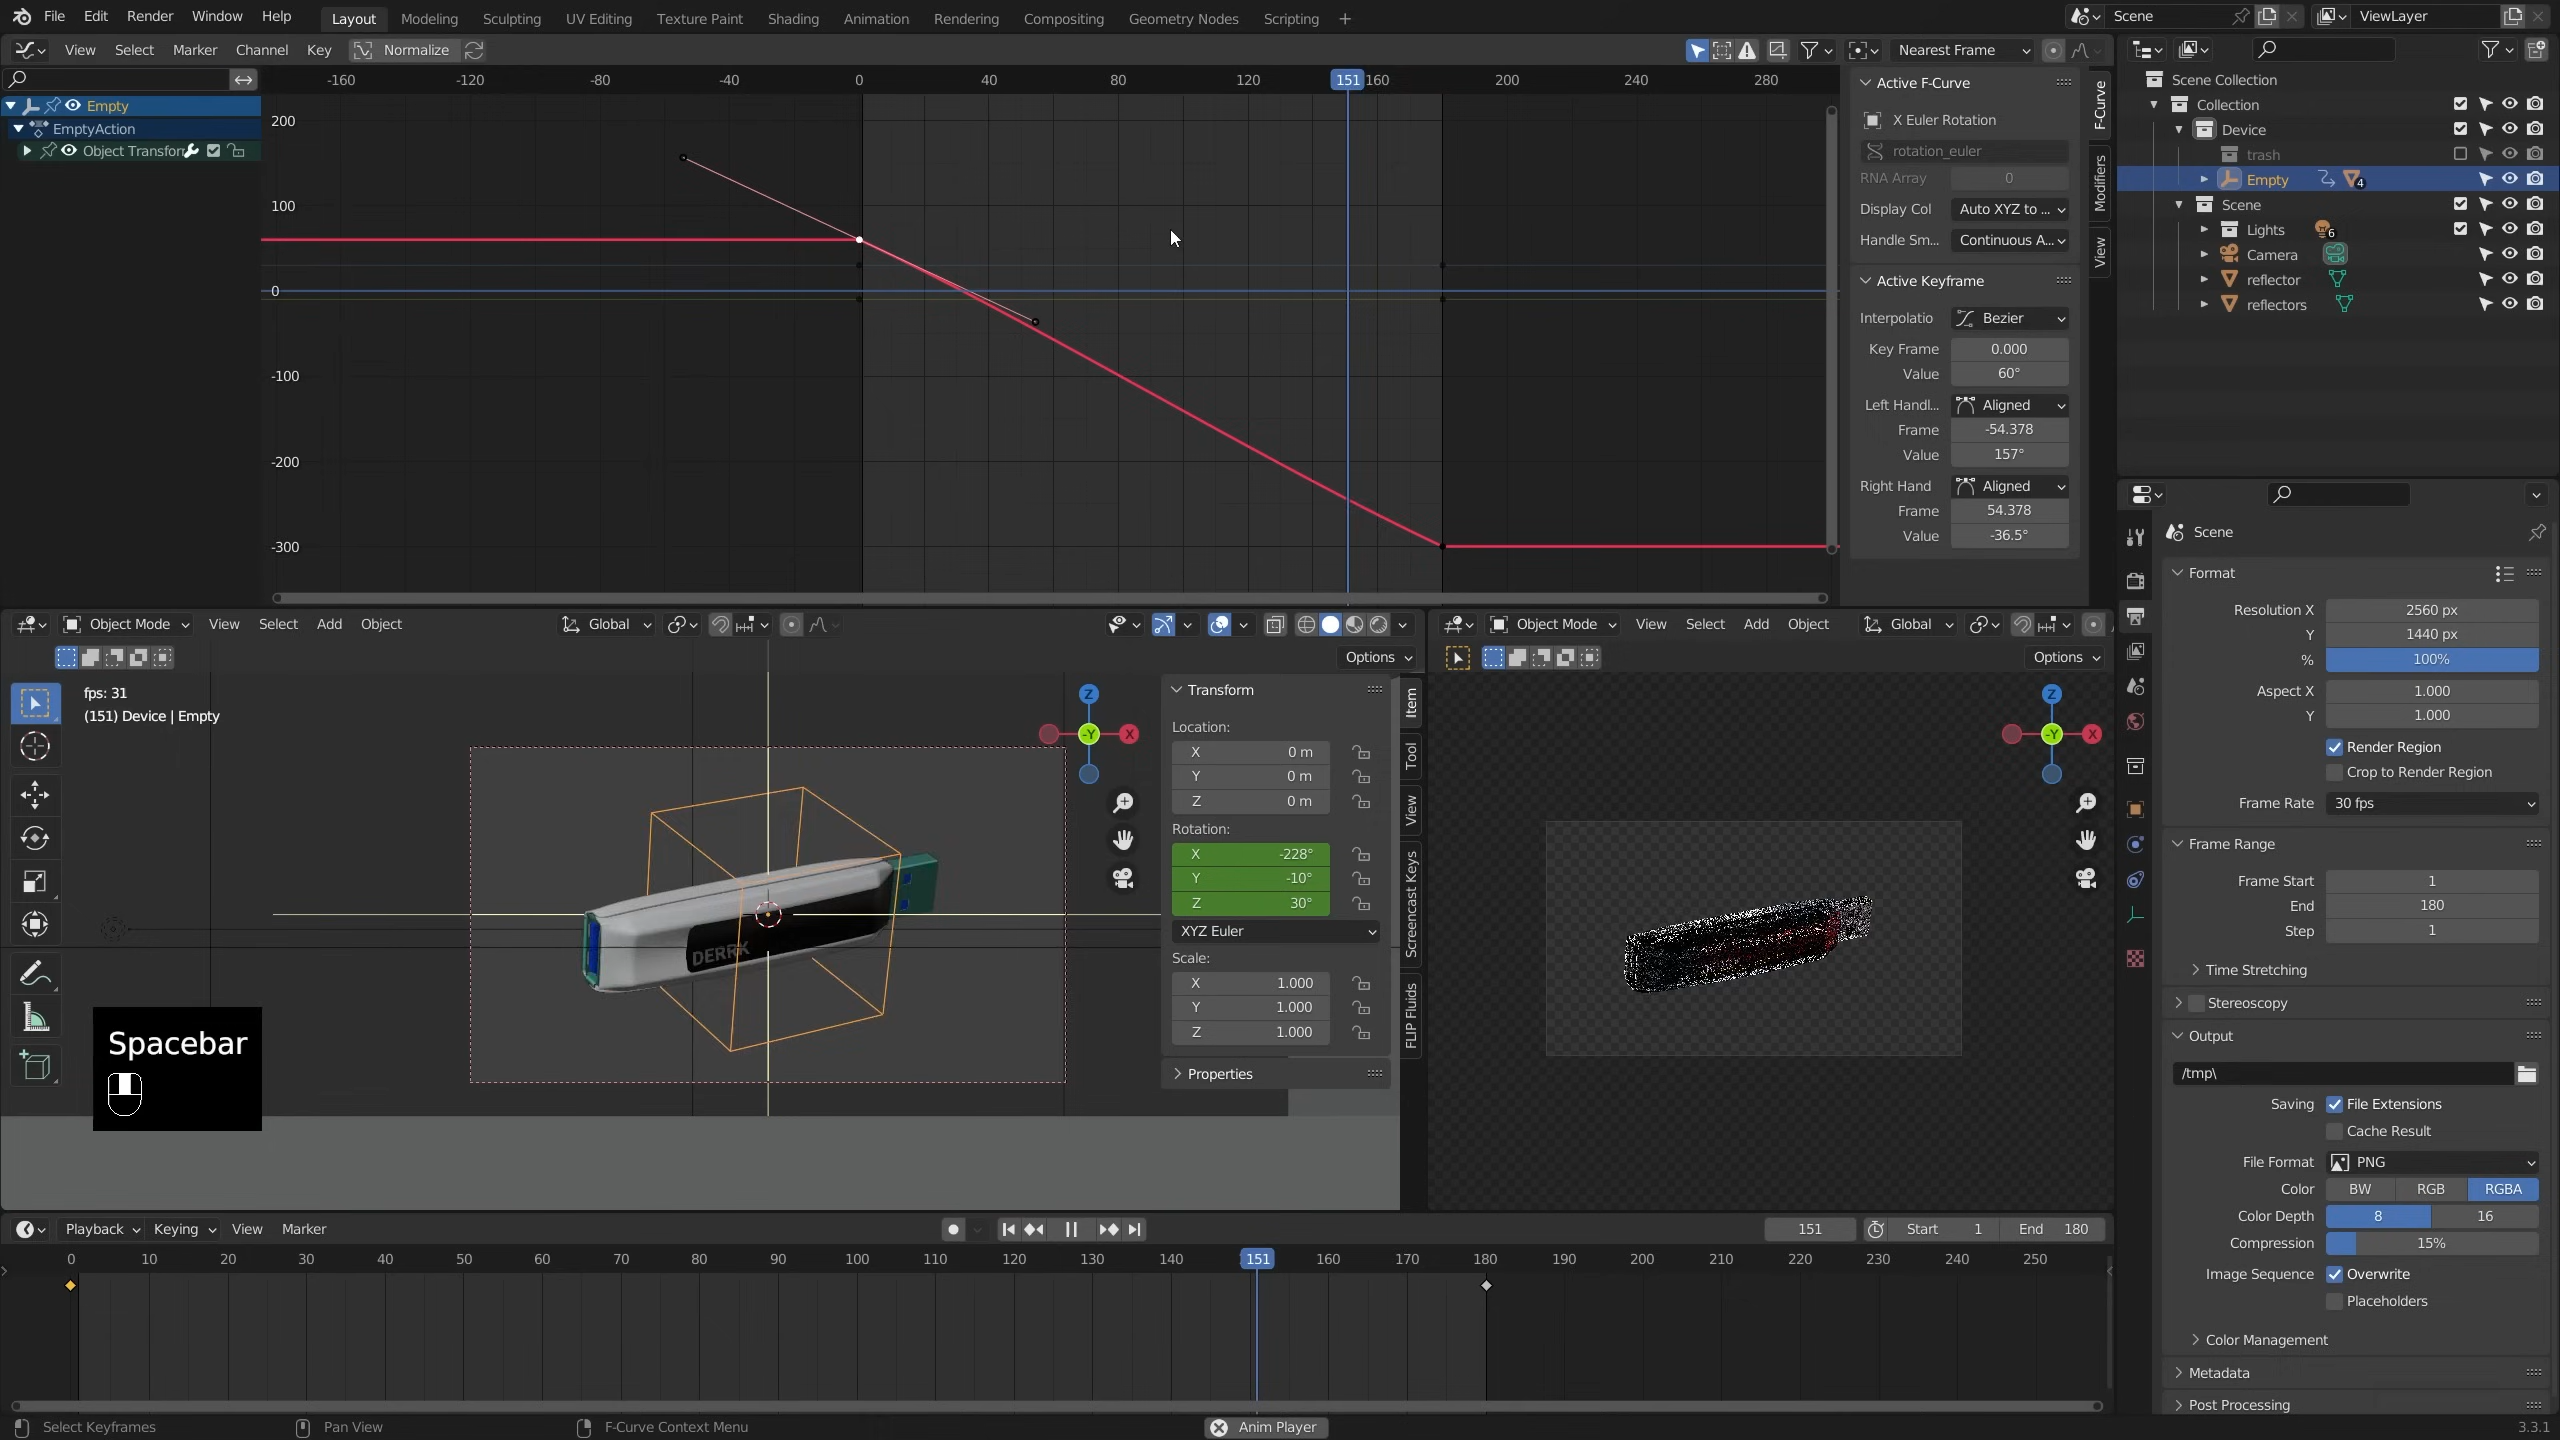 File Edit Render Window Help Layout Modeling Sculpting UV Editing Texture Paint Shading Animation Rendering Compositing Geometry Nodes Scripting + Scene ViewLayer
View Select Marker Channel Key Normalize Nearest Frame
-160 -120 -80 -40 0 40 80 120 151 160 200 240 280
Empty
EmptyAction
Object Transfor
200
100
0
-100
-200
-300
Active F-Curve
X Euler Rotation
rotation_euler
RNA Array 0
Display Col Auto XYZ to ...
Handle Sm... Continuous A...
Active Keyframe
Interpolatio Bezier
Key Frame 0.000
Value 60°
Left Handl... Aligned
Frame -54.378
Value 157°
Right Hand Aligned
Frame 54.378
Value -36.5°
F-Curve
Modifiers
View
Scene Collection
Collection
Device
trash
Empty 4
Scene
Lights 6
Camera
reflector
reflectors
Object Mode View Select Add Object Global
Options
fps: 31
(151) Device | Empty
Z
-Y
X
DERRK
Transform
Location:
X 0 m
Y 0 m
Z 0 m
Rotation:
X -228°
Y -10°
Z 30°
XYZ Euler
Scale:
X 1.000
Y 1.000
Z 1.000
Properties
Item
Tool
View
Screencast Keys
FLIP Fluids
Spacebar
Object Mode View Select Add Object Global
Options
Z
-Y
X
Scene
Format
Resolution X 2560 px
Y 1440 px
% 100%
Aspect X 1.000
Y 1.000
Render Region
Crop to Render Region
Frame Rate 30 fps
Frame Range
Frame Start 1
End 180
Step 1
Time Stretching
Stereoscopy
Output
/tmp\
Saving File Extensions
Cache Result
File Format PNG
Color BW RGB RGBA
Color Depth 8 16
Compression 15%
Image Sequence Overwrite
Placeholders
Color Management
Metadata
Post Processing
Playback Keying View Marker 151 Start 1 End 180
0 10 20 30 40 50 60 70 80 90 100 110 120 130 140 151 160 170 180 190 200 210 220 230 240 250
Select Keyframes Pan View F-Curve Context Menu Anim Player 3.3.1